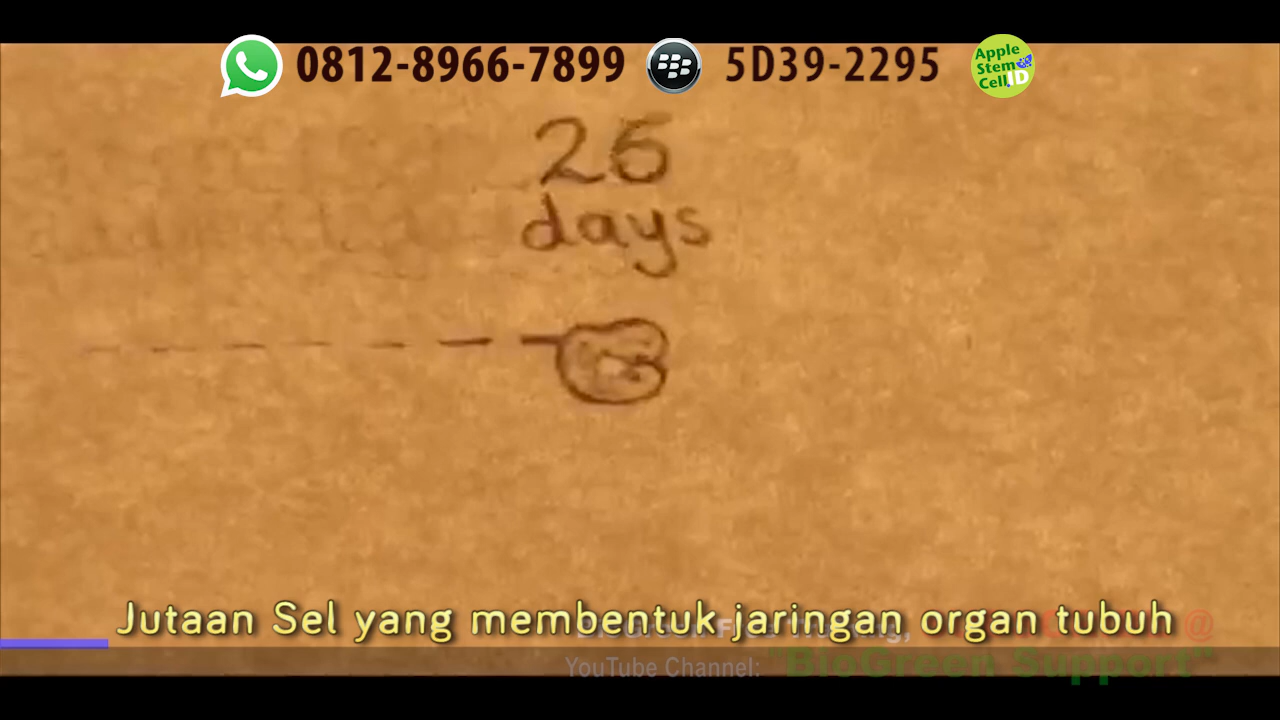 0812-8966-7899 5D39-2295
Apple
Stem
Cell ID
26
days
Jutaan Sel yang membentuk jaringan organ tubuh
YouTube Channel: "BioGreen Support"